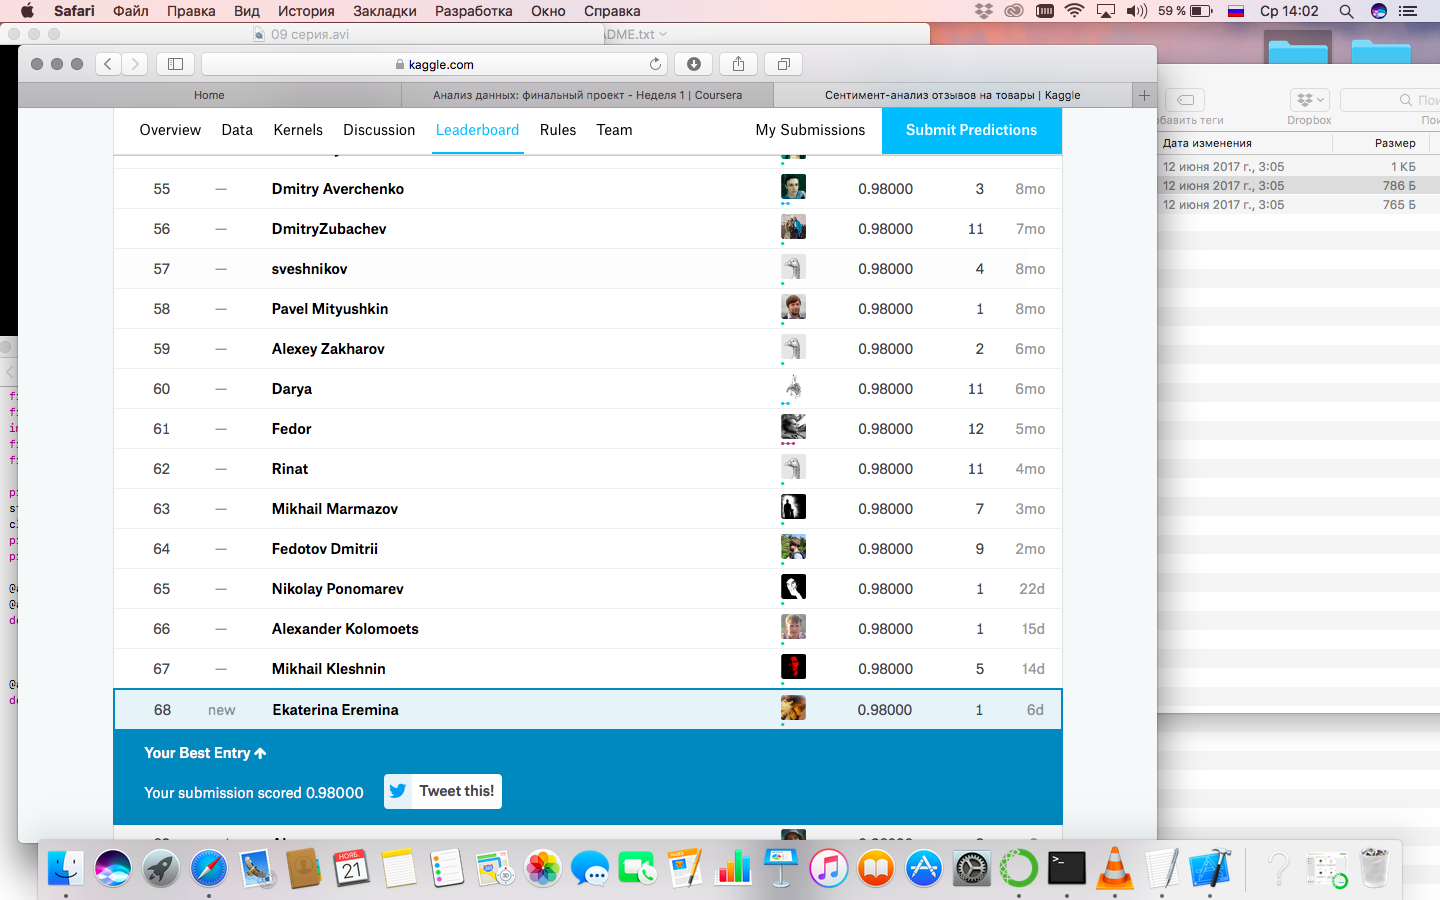 Safari Файл Правка Вид История Закладки Разработка Окно Справка 59 % Ср 14:02
09 серия.avi DME.txt
kaggle.com
Home Анализ данных: финальный проект - Неделя 1 | Coursera Сентимент-анализ отзывов на товары | Kaggle
Overview Data Kernels Discussion Leaderboard Rules Team My Submissions Submit Predictions
55 — Dmitry Averchenko 0.98000 3 8mo
56 — DmitryZubachev 0.98000 11 7mo
57 — sveshnikov 0.98000 4 8mo
58 — Pavel Mityushkin 0.98000 1 8mo
59 — Alexey Zakharov 0.98000 2 6mo
60 — Darya 0.98000 11 6mo
61 — Fedor 0.98000 12 5mo
62 — Rinat 0.98000 11 4mo
63 — Mikhail Marmazov 0.98000 7 3mo
64 — Fedotov Dmitrii 0.98000 9 2mo
65 — Nikolay Ponomarev 0.98000 1 22d
66 — Alexander Kolomoets 0.98000 1 15d
67 — Mikhail Kleshnin 0.98000 5 14d
68 new Ekaterina Eremina 0.98000 1 6d
Your Best Entry
Your submission scored 0.98000 Tweet this!
Пои
бавить теги Dropbox Пои
Дата изменения Размер
12 июня 2017 г., 3:05 1 КБ
12 июня 2017 г., 3:05 786 Б
12 июня 2017 г., 3:05 765 Б
НОЯБ.
21